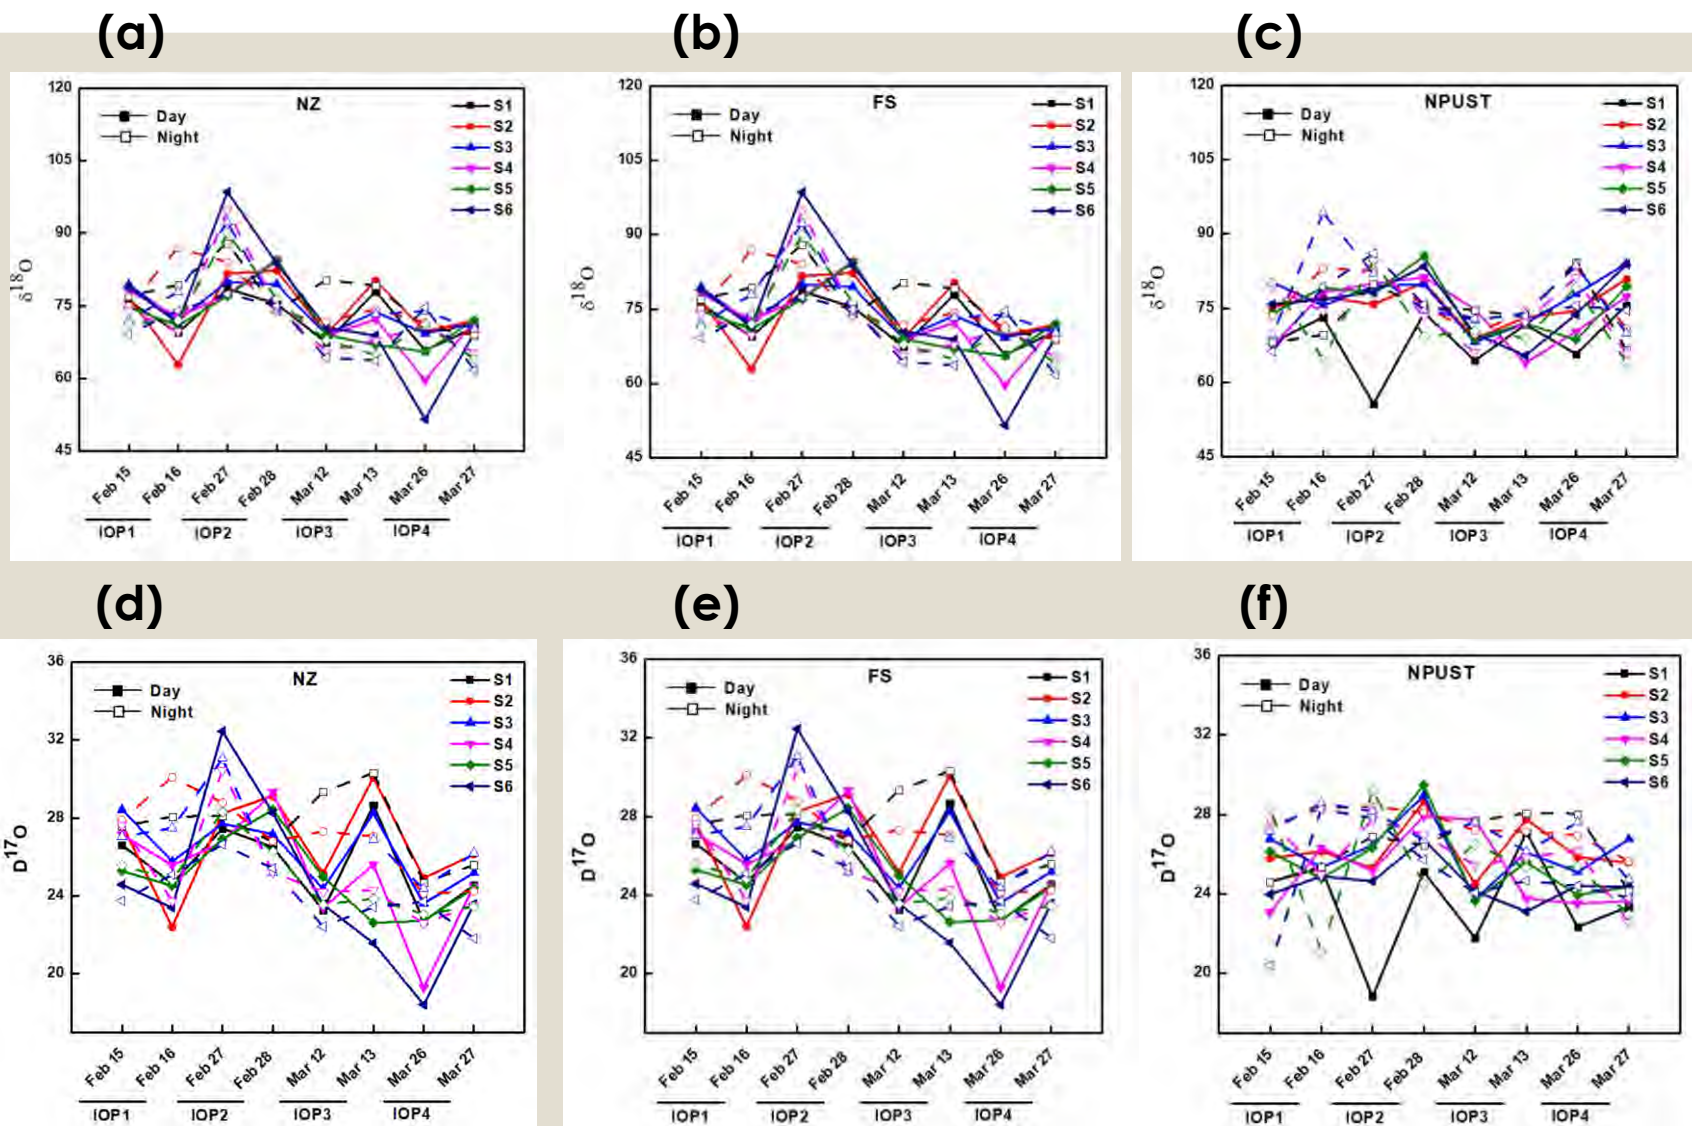 (a)
(b)
(c)
120
105
90
75
60
45
δ18O
NZ
Day
Night
S1
S2
S3
S4
S5
S6
Feb 15
Feb 16
Feb 27
Feb 28
Mar 12
Mar 13
Mar 26
Mar 27
IOP1
IOP2
IOP3
IOP4
120
105
90
75
60
45
δ18O
FS
Day
Night
S1
S2
S3
S4
S5
S6
Feb 15
Feb 16
Feb 27
Feb 28
Mar 12
Mar 13
Mar 26
Mar 27
IOP1
IOP2
IOP3
IOP4
120
105
90
75
60
45
δ18O
NPUST
Day
Night
S1
S2
S3
S4
S5
S6
Feb 15
Feb 16
Feb 27
Feb 28
Mar 12
Mar 13
Mar 26
Mar 27
IOP1
IOP2
IOP3
IOP4
(d)
(e)
(f)
36
32
28
24
20
D17O
NZ
Day
Night
S1
S2
S3
S4
S5
S6
Feb 15
Feb 16
Feb 27
Feb 28
Mar 12
Mar 13
Mar 26
Mar 27
IOP1
IOP2
IOP3
IOP4
36
32
28
24
20
D17O
FS
Day
Night
S1
S2
S3
S4
S5
S6
Feb 15
Feb 16
Feb 27
Feb 28
Mar 12
Mar 13
Mar 26
Mar 27
IOP1
IOP2
IOP3
IOP4
36
32
28
24
20
D17O
NPUST
Day
Night
S1
S2
S3
S4
S5
S6
Feb 15
Feb 16
Feb 27
Feb 28
Mar 12
Mar 13
Mar 26
Mar 27
IOP1
IOP2
IOP3
IOP4